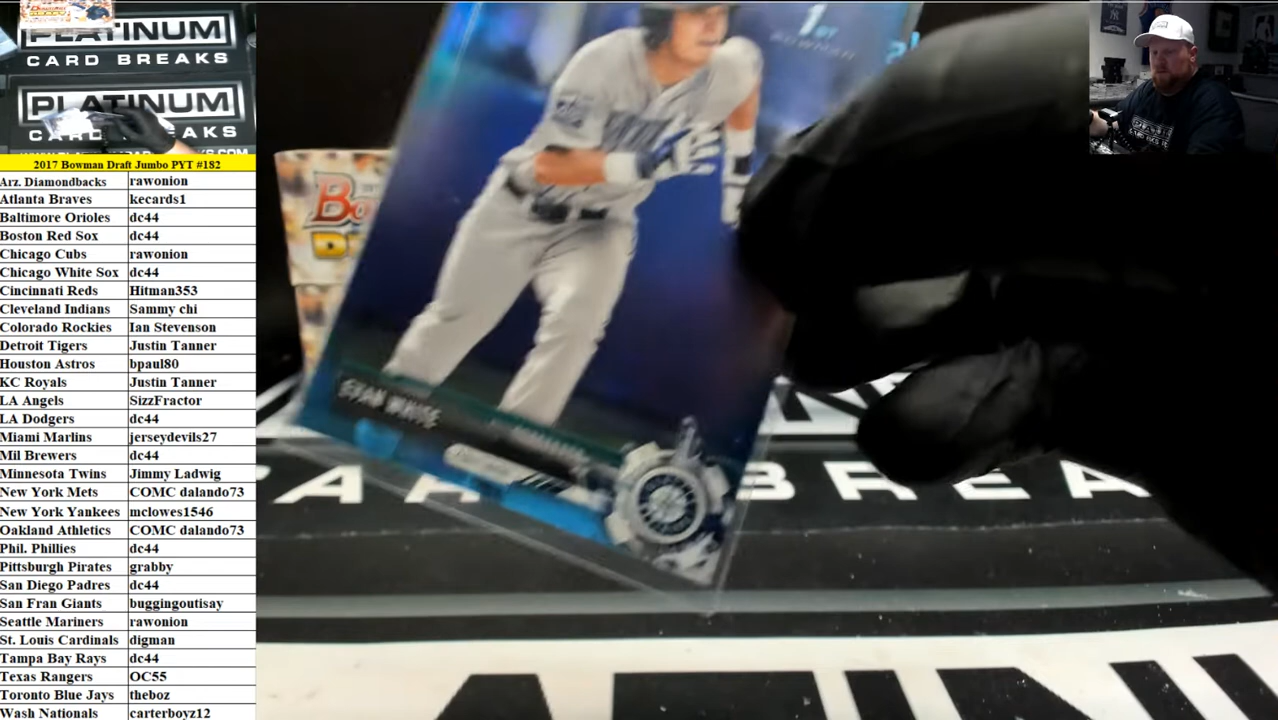 PLATINUM
CARD BREAKS
PLATINUM
2017 Bowman Draft Jumbo PYT #182
Arz. Diamondbacks rawonion
Atlanta Braves kecards1
Baltimore Orioles dc44
Boston Red Sox dc44
Chicago Cubs rawonion
Chicago White Sox dc44
Cincinnati Reds Hitman353
Cleveland Indians Sammy chi
Colorado Rockies Ian Stevenson
Detroit Tigers Justin Tanner
Houston Astros bpaul80
KC Royals Justin Tanner
LA Angels SizzFractor
LA Dodgers dc44
Miami Marlins jerseydevils27
Mil Brewers dc44
Minnesota Twins Jimmy Ladwig
New York Mets COMC dalando73
New York Yankees mclowes1546
Oakland Athletics COMC dalando73
Phil. Phillies dc44
Pittsburgh Pirates grabby
San Diego Padres dc44
San Fran Giants buggingoutisay
Seattle Mariners rawonion
St. Louis Cardinals digman
Tampa Bay Rays dc44
Texas Rangers OC55
Toronto Blue Jays theboz
Wash Nationals carterboyz12
1ST
BOWMAN
EVAN WHITE